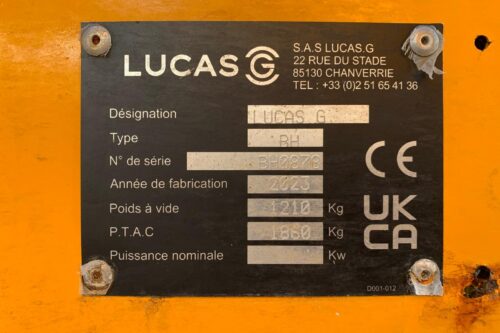 LUCAS G
S.A.S LUCAS.G
22 RUE DU STADE
85130 CHANVERRIE
TEL : +33 (0)2 51 65 41 36
Désignation LUCAS G
Type BH
N° de série BH0878
Année de fabrication 2023
Poids à vide 1210 Kg
P.T.A.C 1860 Kg
Puissance nominale Kw
CE
UK
CA
D001-012